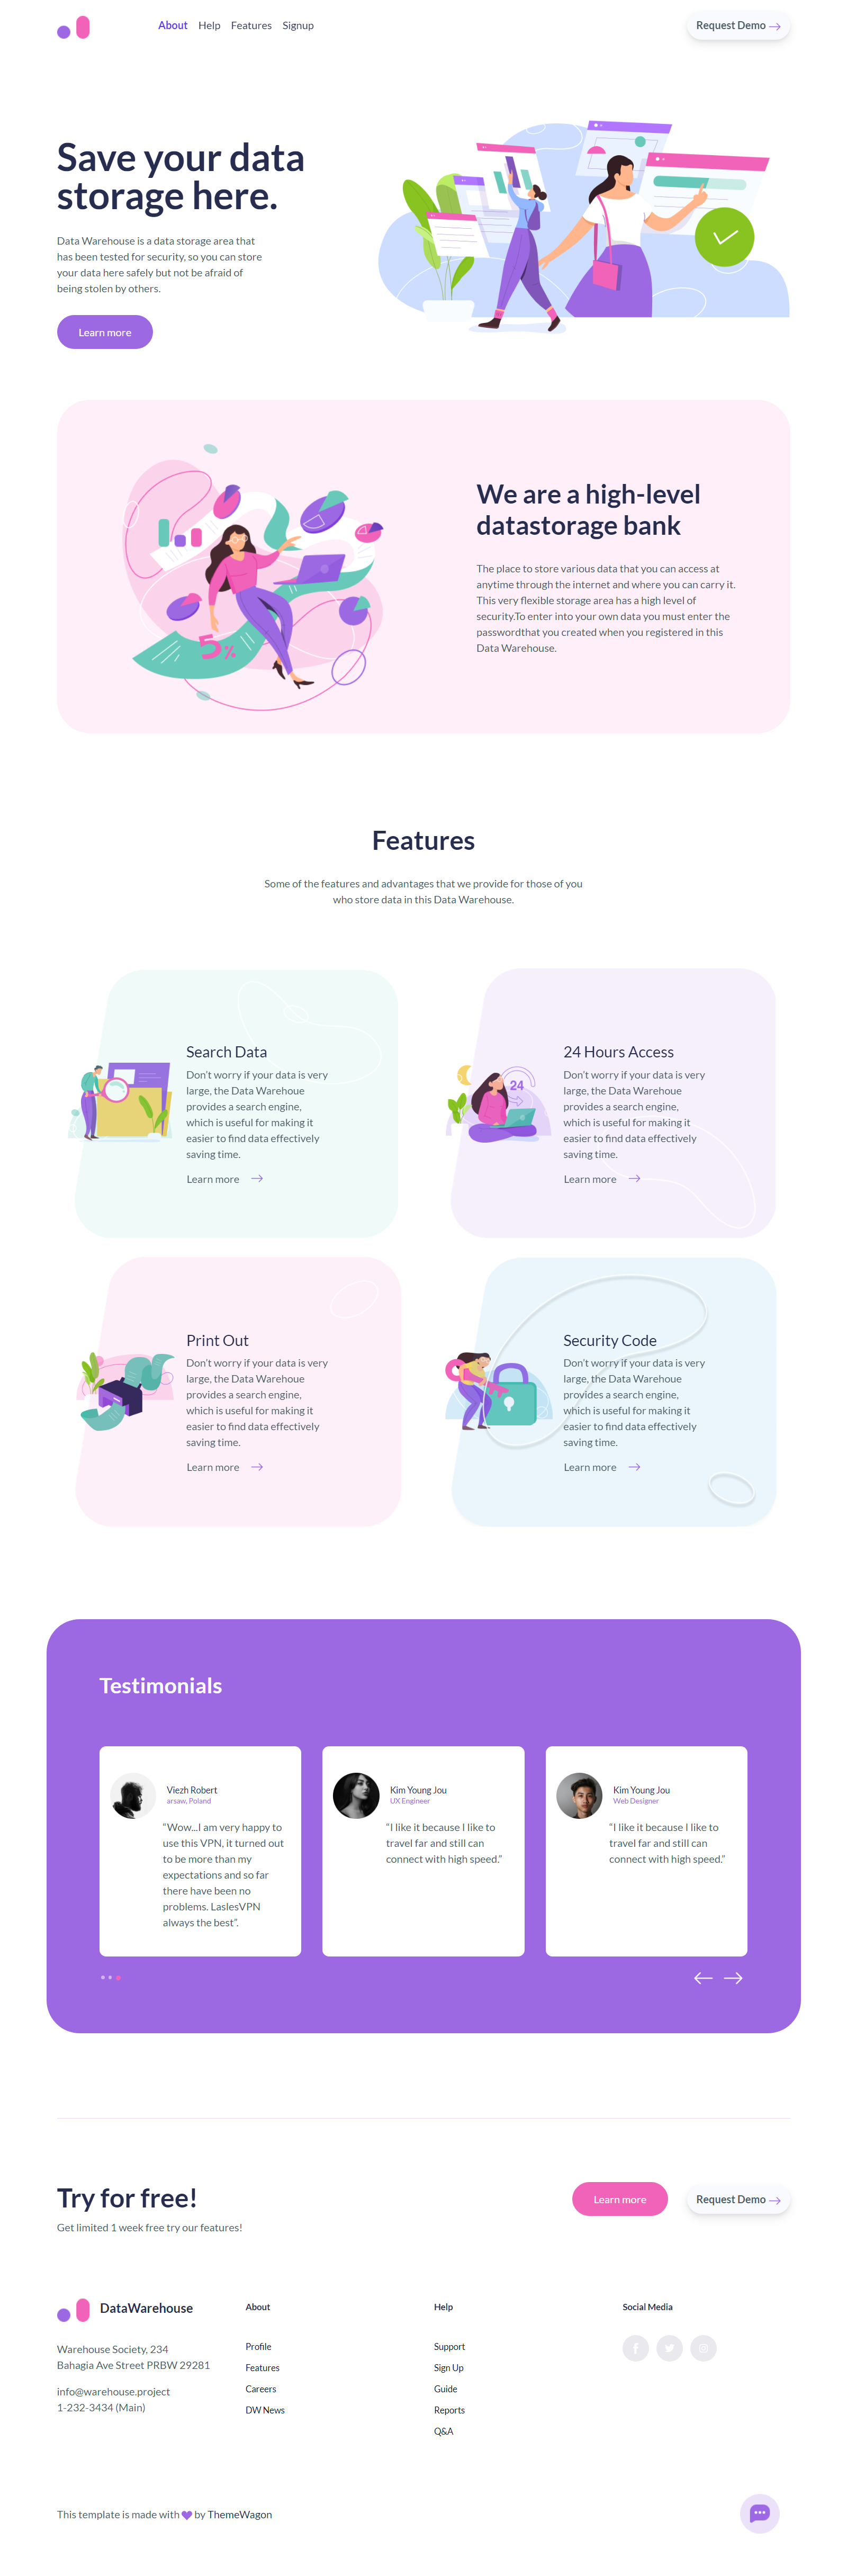 About Help Features Signup
Request Demo
Save your data
storage here.
Data Warehouse is a data storage area that
has been tested for security, so you can store
your data here safely but not be afraid of
being stolen by others.
Learn more
5%
We are a high-level
datastorage bank
The place to store various data that you can access at
anytime through the internet and where you can carry it.
This very flexible storage area has a high level of
security.To enter into your own data you must enter the
passwordthat you created when you registered in this
Data Warehouse.
Features
Some of the features and advantages that we provide for those of you
who store data in this Data Warehouse.
Search Data
Don't worry if your data is very
large, the Data Warehoue
provides a search engine,
which is useful for making it
easier to find data effectively
saving time.
Learn more
24
24 Hours Access
Don't worry if your data is very
large, the Data Warehoue
provides a search engine,
which is useful for making it
easier to find data effectively
saving time.
Learn more
Print Out
Don't worry if your data is very
large, the Data Warehoue
provides a search engine,
which is useful for making it
easier to find data effectively
saving time.
Learn more
Security Code
Don't worry if your data is very
large, the Data Warehoue
provides a search engine,
which is useful for making it
easier to find data effectively
saving time.
Learn more
Testimonials
Viezh Robert
arsaw, Poland
“Wow...I am very happy to
use this VPN, it turned out
to be more than my
expectations and so far
there have been no
problems. LaslesVPN
always the best”.
Kim Young Jou
UX Engineer
“I like it because I like to
travel far and still can
connect with high speed.”
Kim Young Jou
Web Designer
“I like it because I like to
travel far and still can
connect with high speed.”
Try for free!
Get limited 1 week free try our features!
Learn more
Request Demo
DataWarehouse
Warehouse Society, 234
Bahagia Ave Street PRBW 29281
info@warehouse.project
1-232-3434 (Main)
About
Profile
Features
Careers
DW News
Help
Support
Sign Up
Guide
Reports
Q&A
Social Media
This template is made with by ThemeWagon